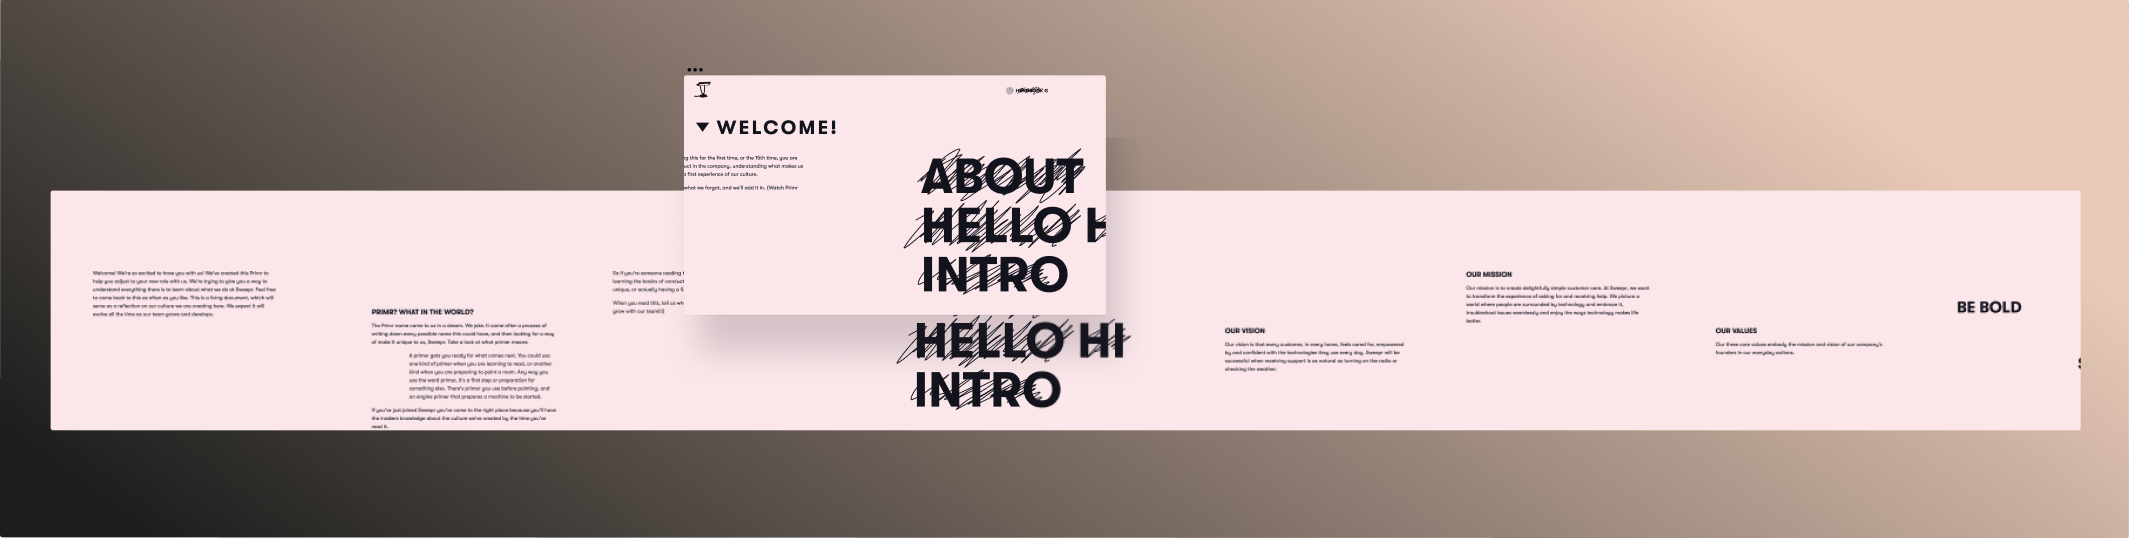 WELCOME!
g this for the first time, or the 15th time, you are
uct in the company, understanding what makes us
a first experience of our culture.
what we forgot, and we'll add it in. (Watch Primr
ABOUT
HELLO H
INTRO
HELLO HI
INTRO
Welcome! We're so excited to have you with us! We've created this Primr to
help you adjust to your new role with us. We're trying to give you a way to
understand everything there is to learn about what we do at Sweepr. Feel free
to come back to this as often as you like. This is a living document, which will
serve as a reflection on our culture we are creating here. We expect it will
evolve all the time as our team grows and develops.
PRIMR? WHAT IN THE WORLD?
The Primr name came to us in a dream. We joke. It came after a process of
writing down every possible name this could have, and then looking for a way
of make it unique to us, Sweepr. Take a look at what primer means:
A primer gets you ready for what comes next. You could use
one kind of primer when you are learning to read, or another
kind when you are preparing to paint a room. Any way you
use the word primer, it's a first step or preparation for
something else. There's primer you use before painting, and
an engine primer that prepares a machine to be started.
If you've just joined Sweepr you've come to the right place because you'll have
the insiders knowledge about the culture we've created by the time you've
read it.
So if you're someone reading t
learning the basics of conduct
unique, or actually having a fi
When you read this, tell us wh
grow with our team!!!)
OUR VISION
Our vision is that every customer, in every home, feels cared for, empowered
by and confident with the technologies they use every day. Sweepr will be
successful when receiving support is as natural as turning on the radio or
checking the weather.
OUR MISSION
Our mission is to create delightfully simple customer care. At Sweepr, we want
to transform the experience of asking for and receiving help. We picture a
world where people are surrounded by technology and embrace it,
troubleshoot issues seamlessly and enjoy the ways technology makes life
better.
OUR VALUES
Our three core values embody the mission and vision of our company's
founders in our everyday actions.
BE BOLD